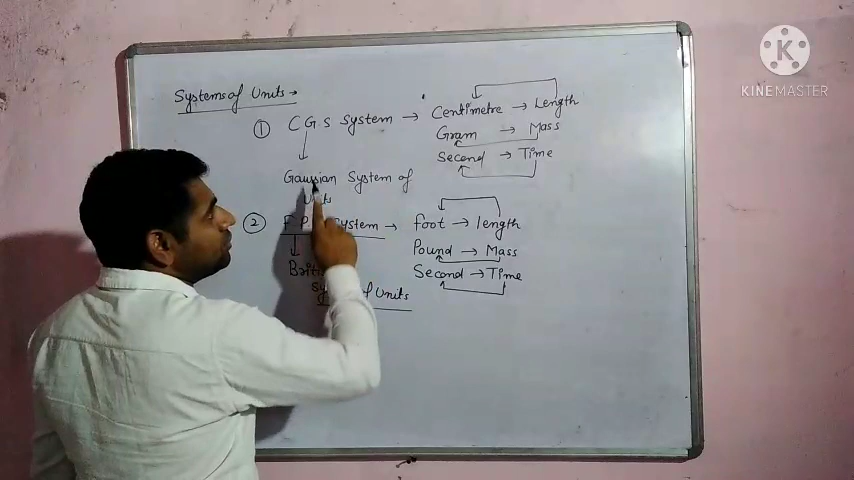 Systems of Units →
① C G S System → Centimetre → Length
Gram → Mass
Second → Time
Gaussian System of
Units
② F P System → foot → length
Pound → Mass
Second → Time
of Units
K
KINEMASTER